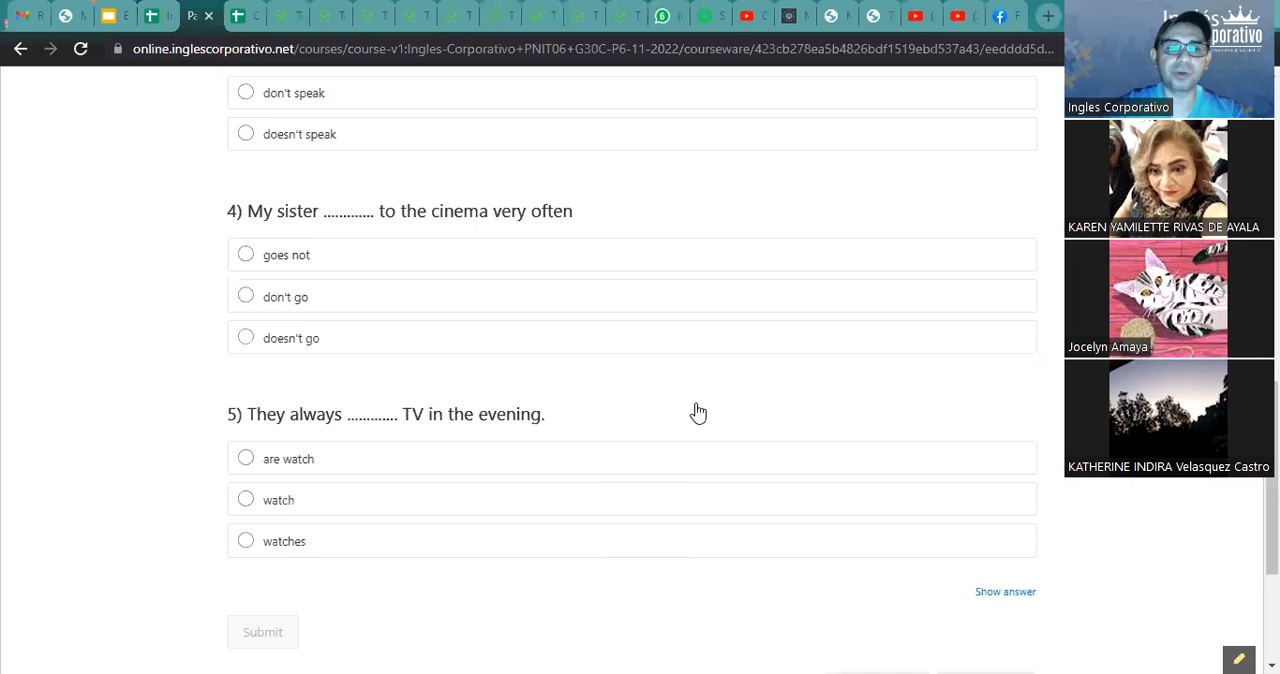 online.inglescorporativo.net/courses/course-v1:Ingles-Corporativo+PNIT06+G30C-P6-11-2022/courseware/423cb278ea5b4826bdf1519ebd537a43/eedddd5d...
don't speak
doesn't speak
4) My sister ............. to the cinema very often
goes not
don't go
doesn't go
5) They always ............. TV in the evening.
are watch
watch
watches
Show answer
Submit
Ingles Corporativo
KAREN YAMILETTE RIVAS DE AYALA
Jocelyn Amaya
KATHERINE INDIRA Velasquez Castro